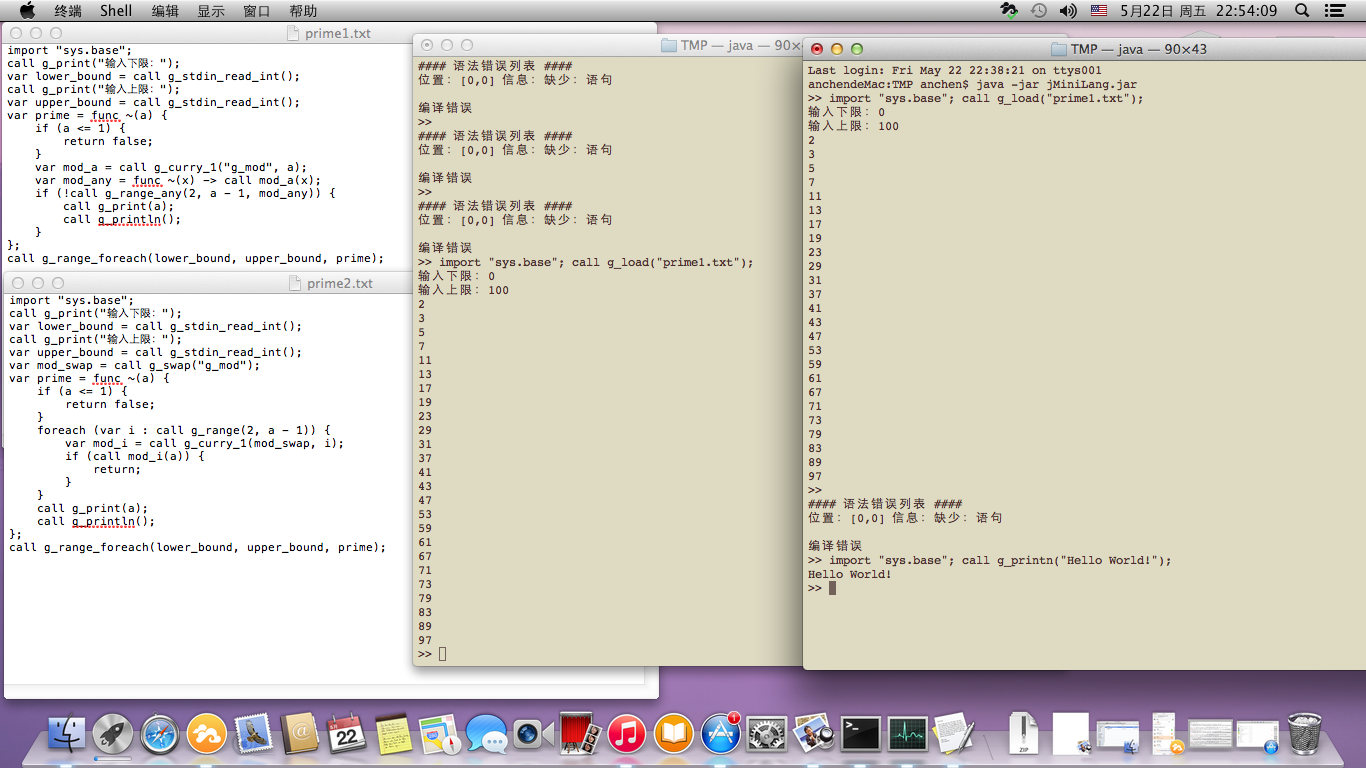 终端 Shell 编辑 显示 窗口 帮助 5月22日 周五 22:54:09
prime1.txt
import "sys.base";
call g_print("输入下限: ");
var lower_bound = call g_stdin_read_int();
call g_print("输入上限: ");
var upper_bound = call g_stdin_read_int();
var prime = func ~(a) {
    if (a <= 1) {
        return false;
    }
    var mod_a = call g_curry_1("g_mod", a);
    var mod_any = func ~(x) -> call mod_a(x);
    if (!call g_range_any(2, a - 1, mod_any)) {
        call g_print(a);
        call g_println();
    }
};
call g_range_foreach(lower_bound, upper_bound, prime);
prime2.txt
import "sys.base";
call g_print("输入下限: ");
var lower_bound = call g_stdin_read_int();
call g_print("输入上限: ");
var upper_bound = call g_stdin_read_int();
var mod_swap = call g_swap("g_mod");
var prime = func ~(a) {
    if (a <= 1) {
        return false;
    }
    foreach (var i : call g_range(2, a - 1)) {
        var mod_i = call g_curry_1(mod_swap, i);
        if (call mod_i(a)) {
            return;
        }
    }
    call g_print(a);
    call g_println();
};
call g_range_foreach(lower_bound, upper_bound, prime);
TMP — java — 90×
#### 语法错误列表 ####
位置: [0,0] 信息: 缺少: 语句
编译错误
>>
#### 语法错误列表 ####
位置: [0,0] 信息: 缺少: 语句
编译错误
>>
#### 语法错误列表 ####
位置: [0,0] 信息: 缺少: 语句
编译错误
>> import "sys.base"; call g_load("prime1.txt");
输入下限: 0
输入上限: 100
2
3
5
7
11
13
17
19
23
29
31
37
41
43
47
53
59
61
67
71
73
79
83
89
97
>>
TMP — java — 90×43
Last login: Fri May 22 22:38:21 on ttys001
anchendeMac:TMP anchen$ java -jar jMiniLang.jar
>> import "sys.base"; call g_load("prime1.txt");
输入下限: 0
输入上限: 100
2
3
5
7
11
13
17
19
23
29
31
37
41
43
47
53
59
61
67
71
73
79
83
89
97
>>
#### 语法错误列表 ####
位置: [0,0] 信息: 缺少: 语句
编译错误
>> import "sys.base"; call g_printn("Hello World!");
Hello World!
>>
22
1
ZIP